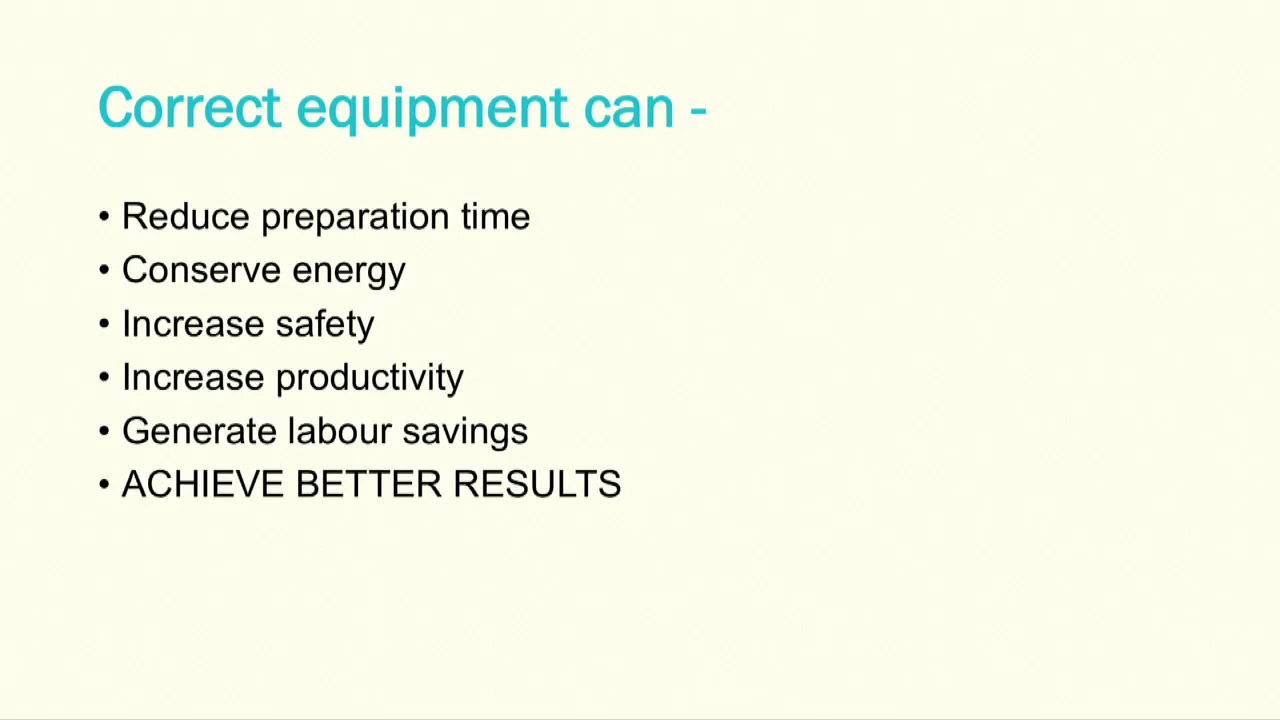 Correct equipment can -
• Reduce preparation time
• Conserve energy
• Increase safety
• Increase productivity
• Generate labour savings
• ACHIEVE BETTER RESULTS